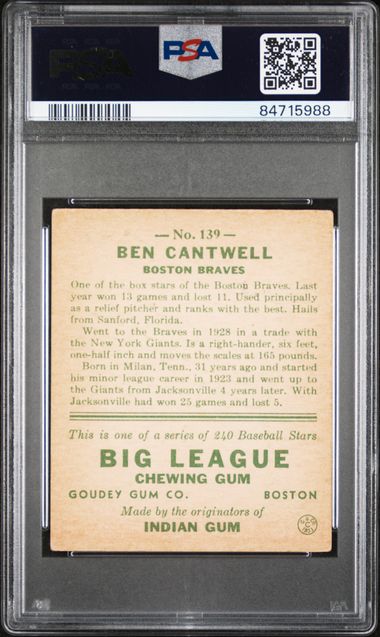 PSA
PSA
84715988
— No. 139 —
BEN CANTWELL
BOSTON BRAVES
One of the box stars of the Boston Braves. Last
year won 13 games and lost 11. Used principally
as a relief pitcher and ranks with the best. Hails
from Sanford, Florida.
Went to the Braves in 1928 in a trade with
the New York Giants. Is a right-hander, six feet,
one-half inch and moves the scales at 165 pounds.
Born in Milan, Tenn., 31 years ago and started
his minor league career in 1923 and went up to
the Giants from Jacksonville 4 years later. With
Jacksonville had won 25 games and lost 5.
This is one of a series of 240 Baseball Stars
BIG LEAGUE
CHEWING GUM
GOUDEY GUM CO. BOSTON
Made by the originators of
INDIAN GUM